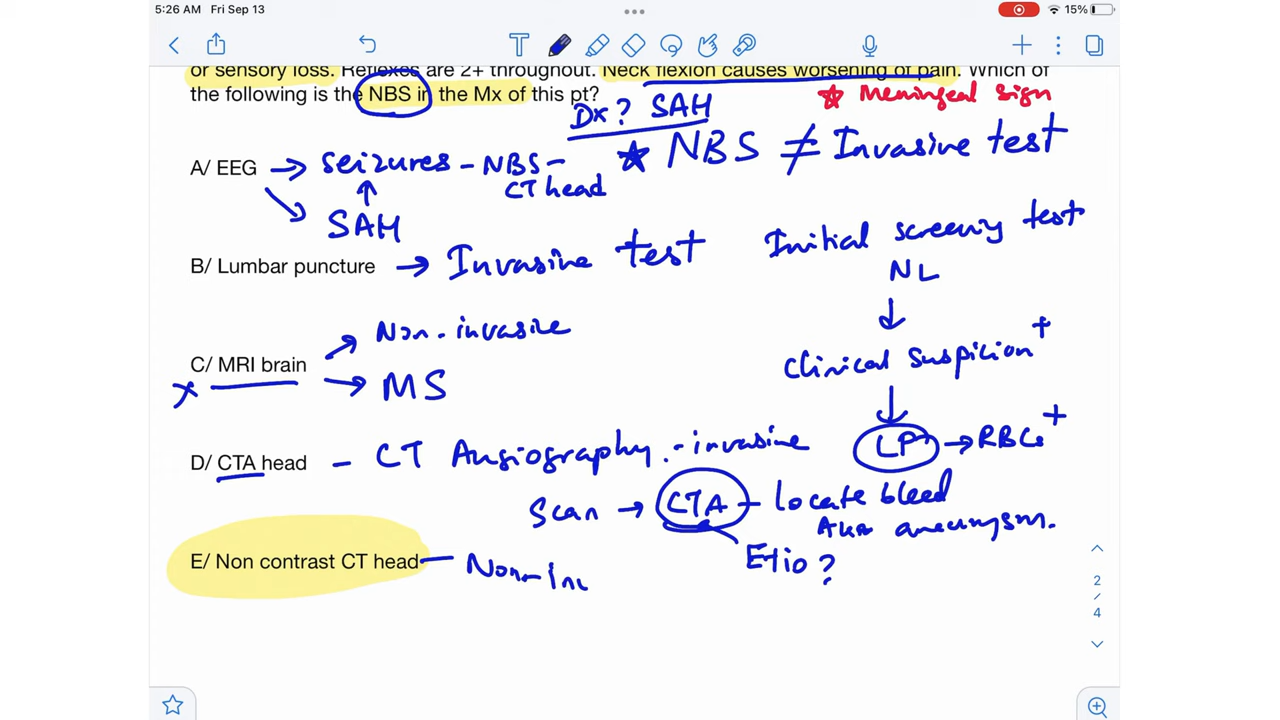 5:26 AM Fri Sep 13
15%
or sensory loss. Reflexes are 2+ throughout. Neck flexion causes worsening of pain. Which of
the following is the NBS in the Mx of this pt?
★ Meningeal sign
Dx? SAH
★ NBS ≠ Invasive test
A/ EEG → Seizures - NBS -
CT head
SAH
Initial screening test
NL
B/ Lumbar puncture → Invasive test
Non-invasive
Clinical suspicion +
C/ MRI brain
MS
LP → RBCs +
D/ CTA head - CT Angiography - invasive
Scan → CTA - locate bleed
Aka aneurysm.
Etio?
E/ Non contrast CT head - Non-inv
2
/
4